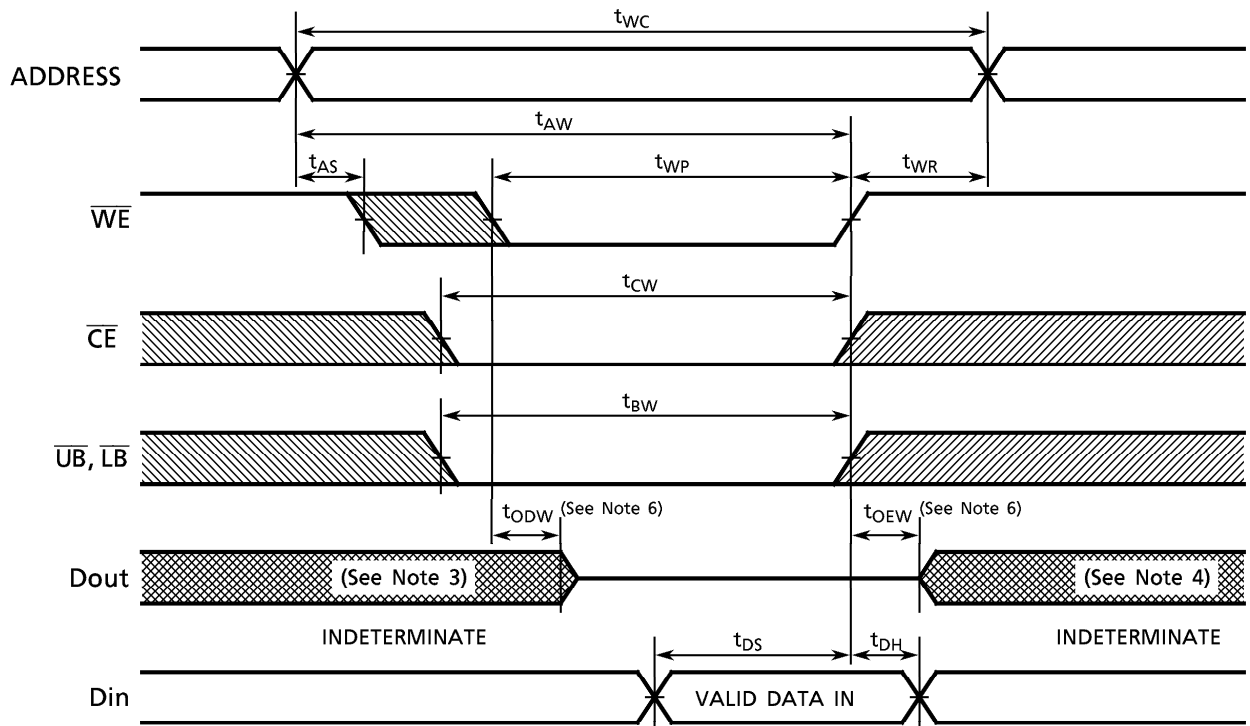 tWC
ADDRESS
tAW
tAS tWP tWR
WE
tCW
CE
tBW
UB, LB
tODW (See Note 6) tOEW (See Note 6)
Dout (See Note 3) (See Note 4)
INDETERMINATE INDETERMINATE
tDS tDH
Din VALID DATA IN